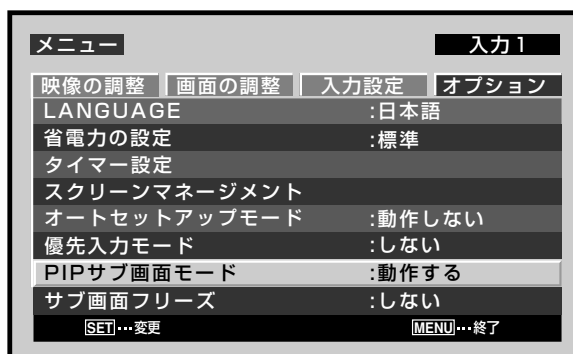 メニュー 入力1
映像の調整 画面の調整 入力設定 オプション
LANGUAGE :日本語
省電力の設定 :標準
タイマー設定
スクリーンマネージメント
オートセットアップモード :動作しない
優先入力モード :しない
PIPサブ画面モード :動作する
サブ画面フリーズ :しない
SET…変更 MENU…終了